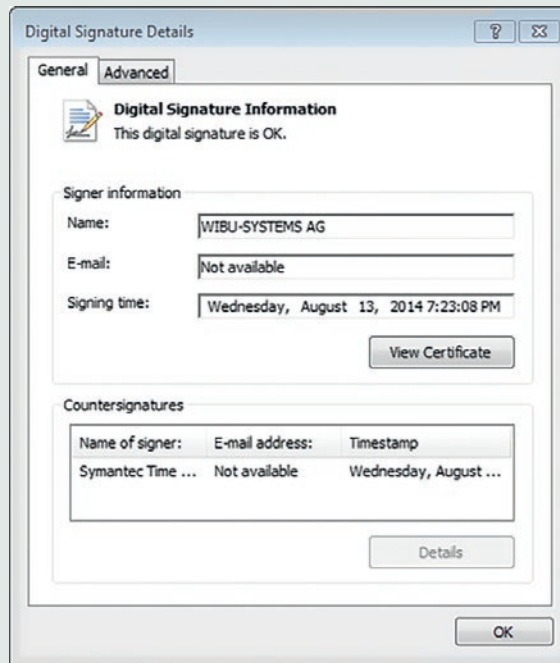 Digital Signature Details
General Advanced
Digital Signature Information
This digital signature is OK.
Signer information
Name: WIBU-SYSTEMS AG
E-mail: Not available
Signing time: Wednesday, August 13, 2014 7:23:08 PM
View Certificate
Countersignatures
Name of signer: E-mail address: Timestamp
Symantec Time ... Not available Wednesday, August ...
Details
OK